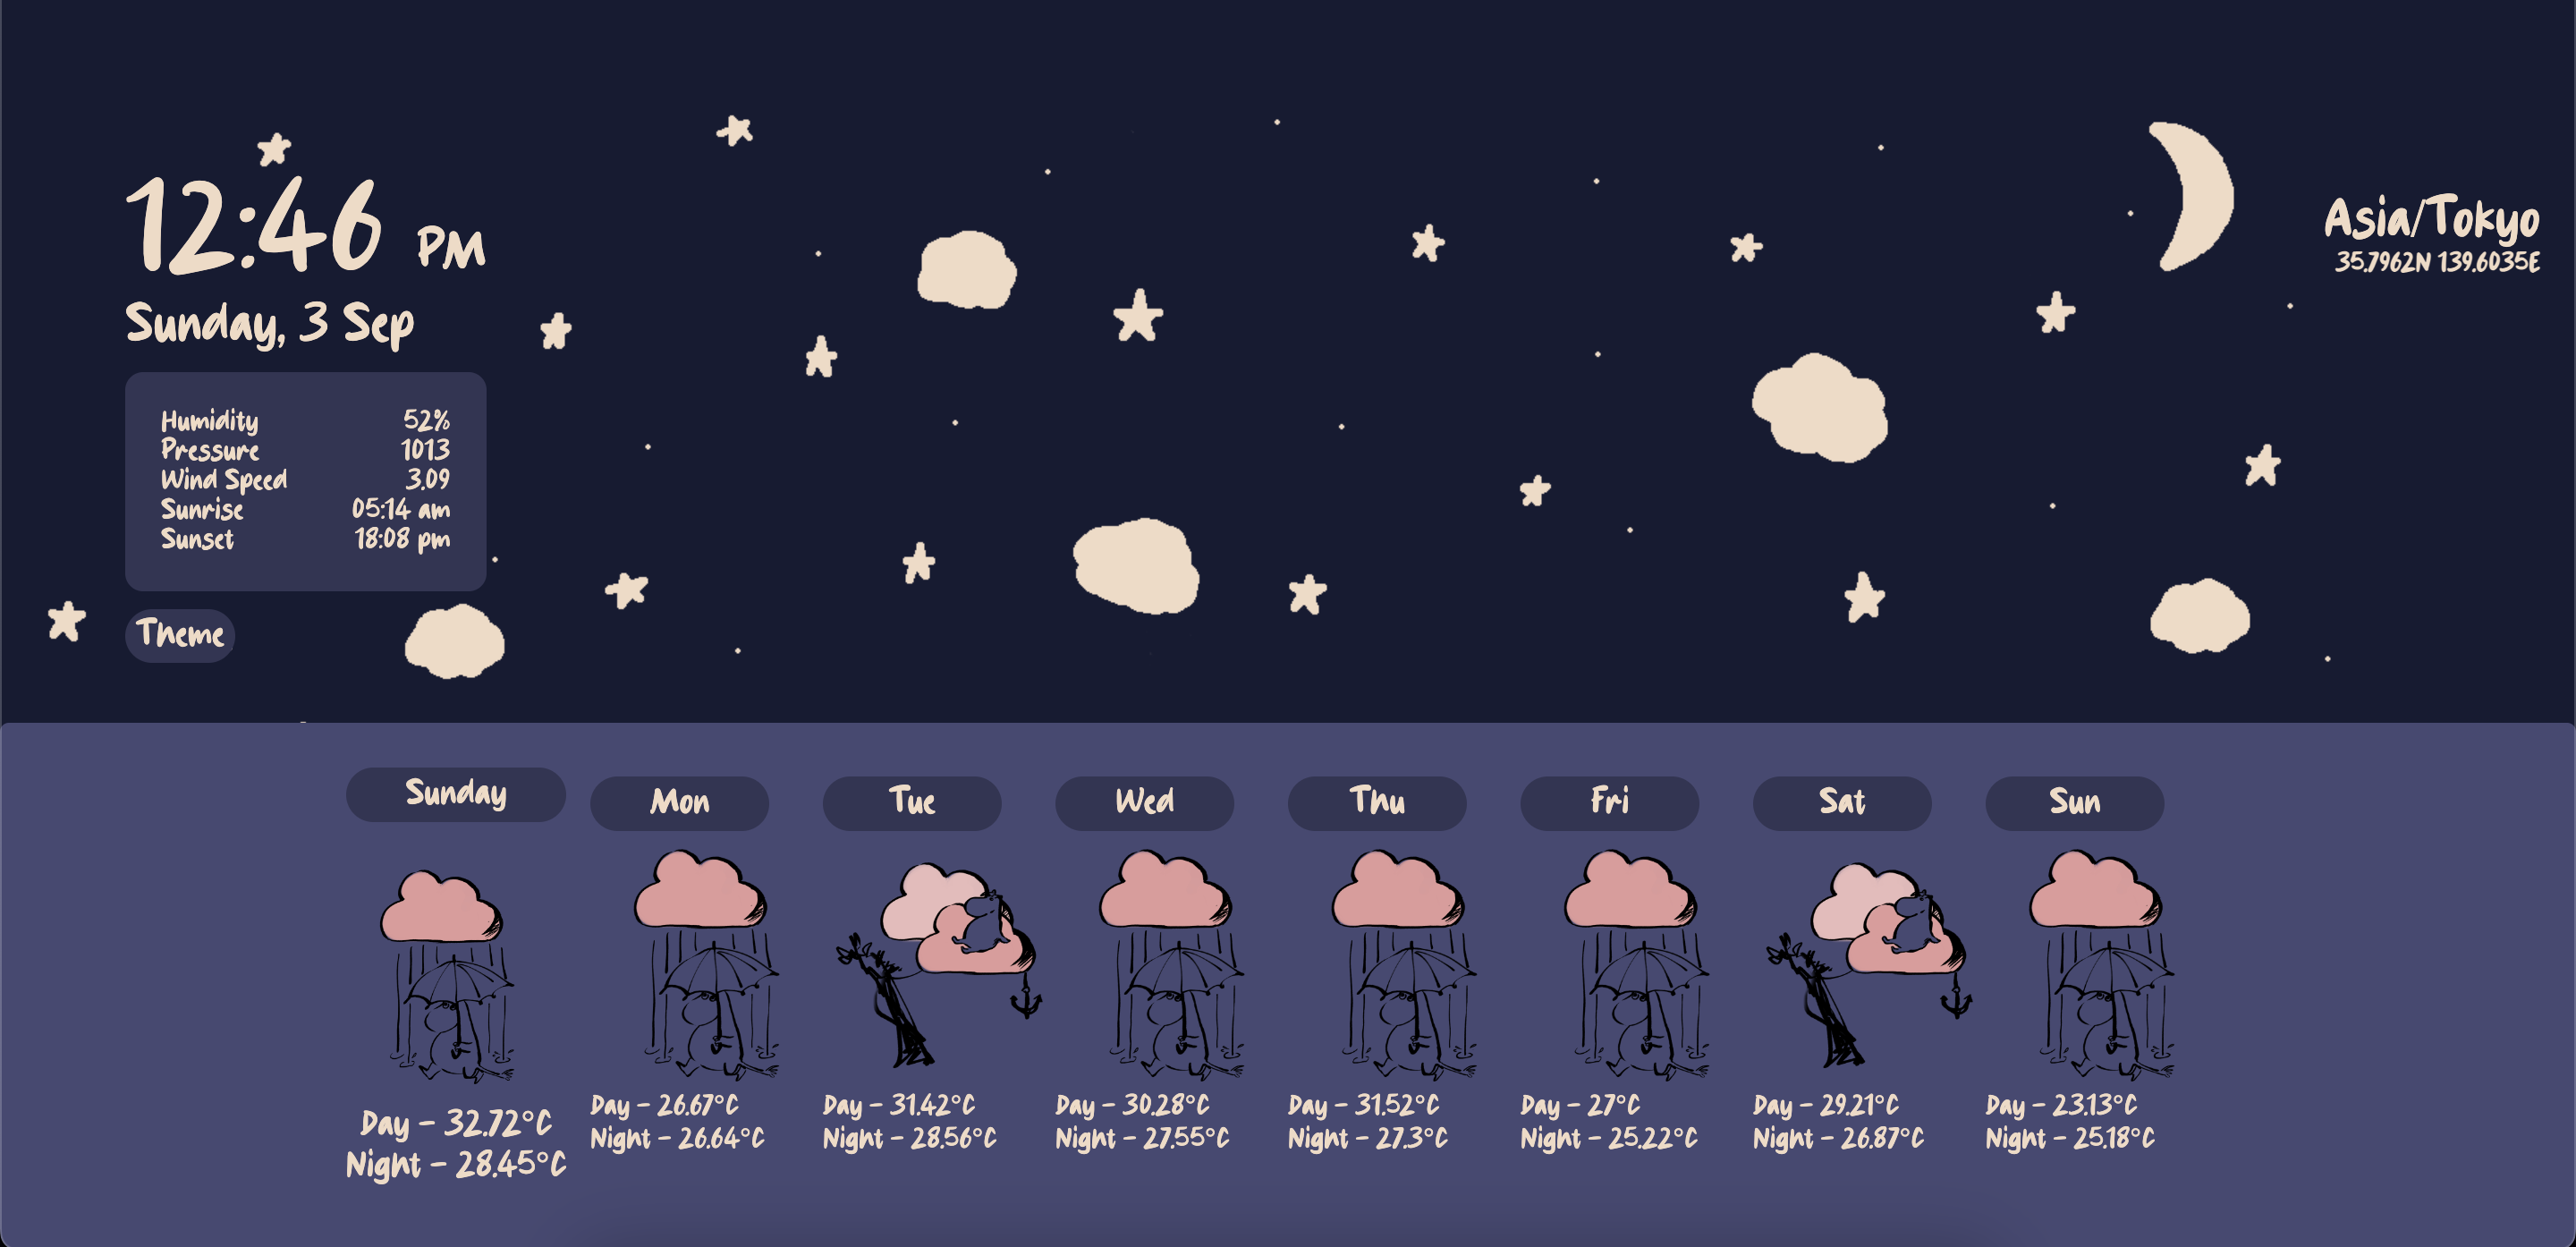 12:46 PM
Sunday, 3 Sep
Asia/Tokyo
35.7962N 139.6035E
Humidity 52%
Pressure 1013
Wind Speed 3.09
Sunrise 05:14 am
Sunset 18:08 pm
Theme
Sunday
Day - 32.72°C
Night - 28.45°C
Mon
Day - 26.67°C
Night - 26.64°C
Tue
Day - 31.42°C
Night - 28.56°C
Wed
Day - 30.28°C
Night - 27.55°C
Thu
Day - 31.52°C
Night - 27.3°C
Fri
Day - 27°C
Night - 25.22°C
Sat
Day - 29.21°C
Night - 26.87°C
Sun
Day - 23.13°C
Night - 25.18°C